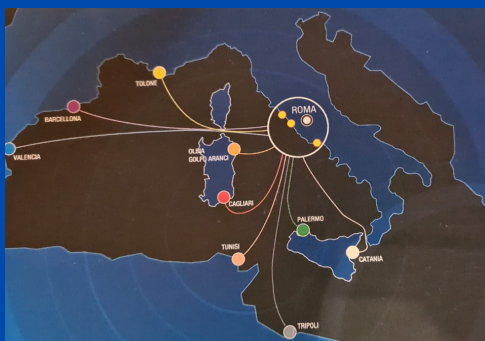 TOLONE
ROMA
BARCELLONA
OLBIA
GOLFO ARANCI
VALENCIA
CAGLIARI
PALERMO
TUNISI
CATANIA
TRIPOLI